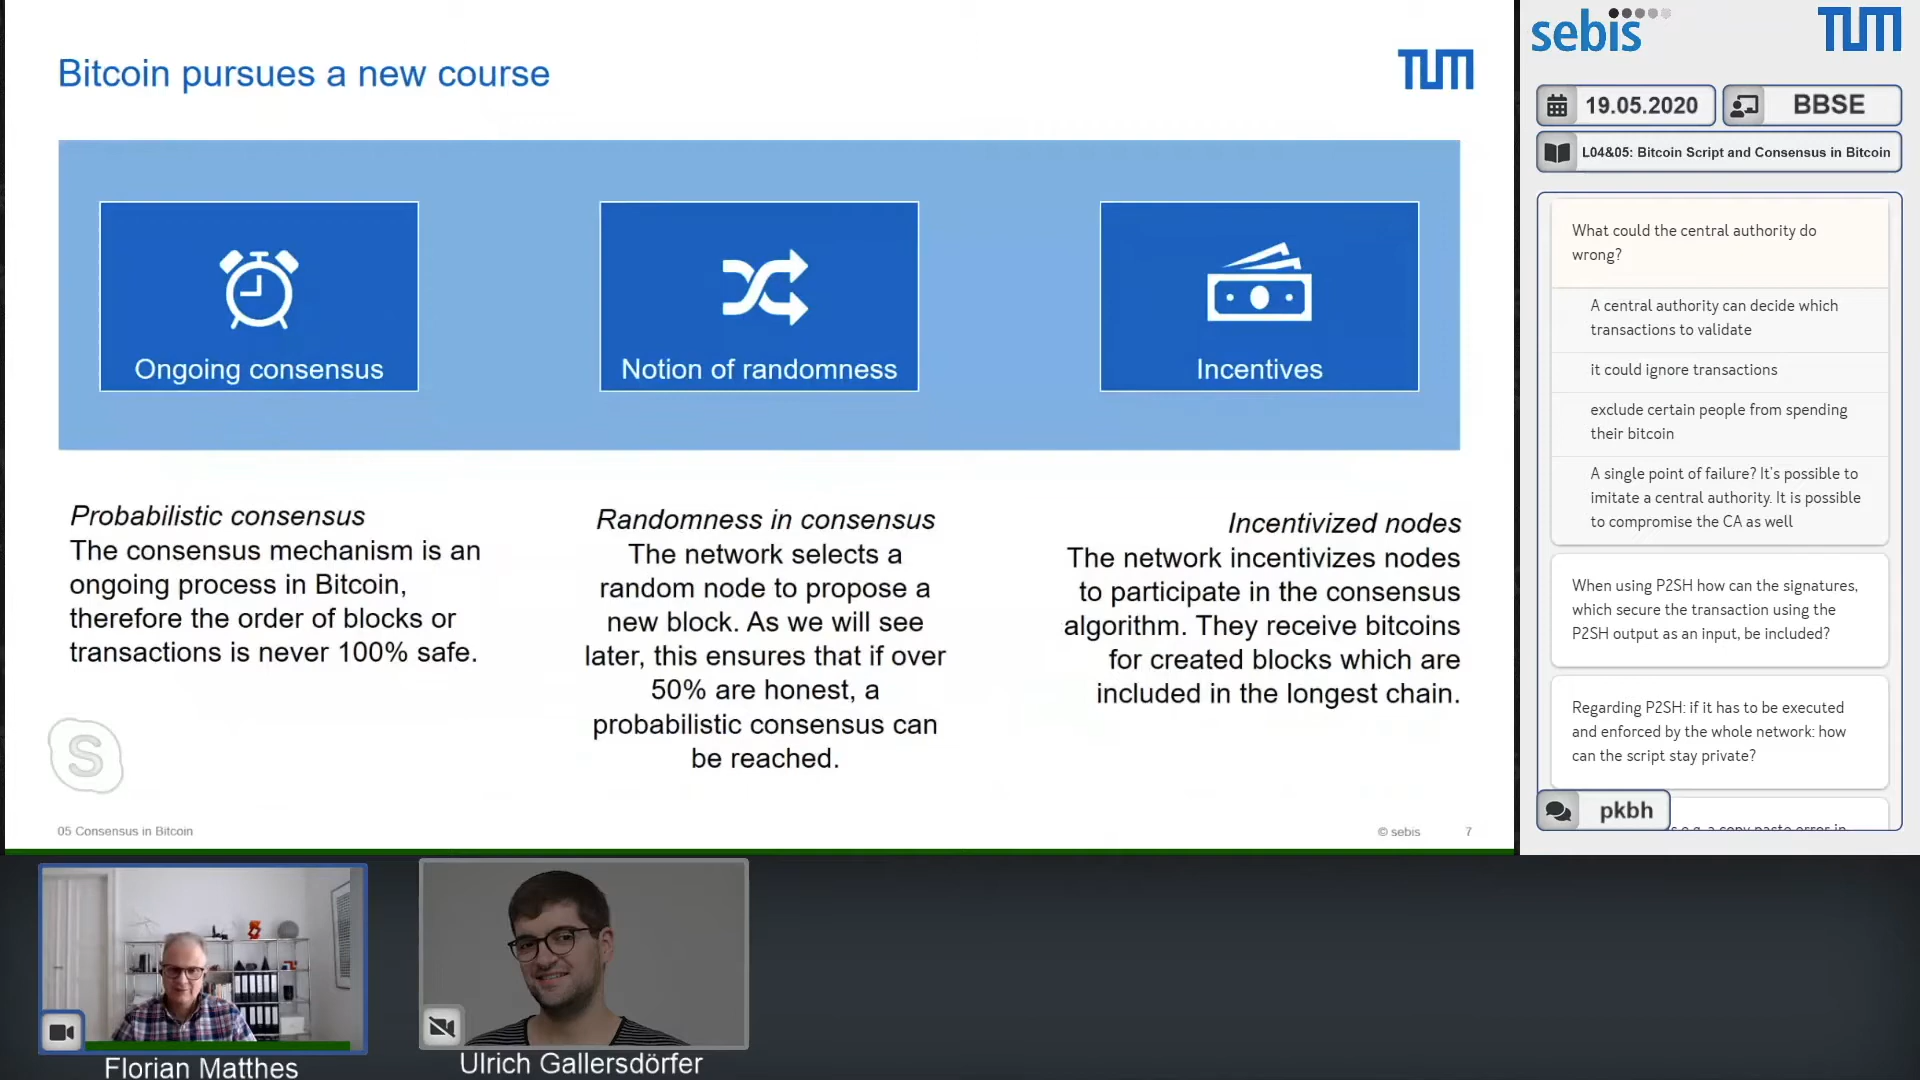 Bitcoin pursues a new course
TUM
Ongoing consensus
Notion of randomness
Incentives
Probabilistic consensus
The consensus mechanism is an
ongoing process in Bitcoin,
therefore the order of blocks or
transactions is never 100% safe.
Randomness in consensus
The network selects a
random node to propose a
new block. As we will see
later, this ensures that if over
50% are honest, a
probabilistic consensus can
be reached.
Incentivized nodes
The network incentivizes nodes
to participate in the consensus
algorithm. They receive bitcoins
for created blocks which are
included in the longest chain.
S
05 Consensus in Bitcoin
© sebis
7
sebis
TUM
19.05.2020
BBSE
L04&05: Bitcoin Script and Consensus in Bitcoin
What could the central authority do
wrong?
A central authority can decide which
transactions to validate
it could ignore transactions
exclude certain people from spending
their bitcoin
A single point of failure? It's possible to
imitate a central authority. It is possible
to compromise the CA as well
When using P2SH how can the signatures,
which secure the transaction using the
P2SH output as an input, be included?
Regarding P2SH: if it has to be executed
and enforced by the whole network: how
can the script stay private?
e.g. a copy paste error in
pkbh
Florian Matthes
Ulrich Gallersdörfer